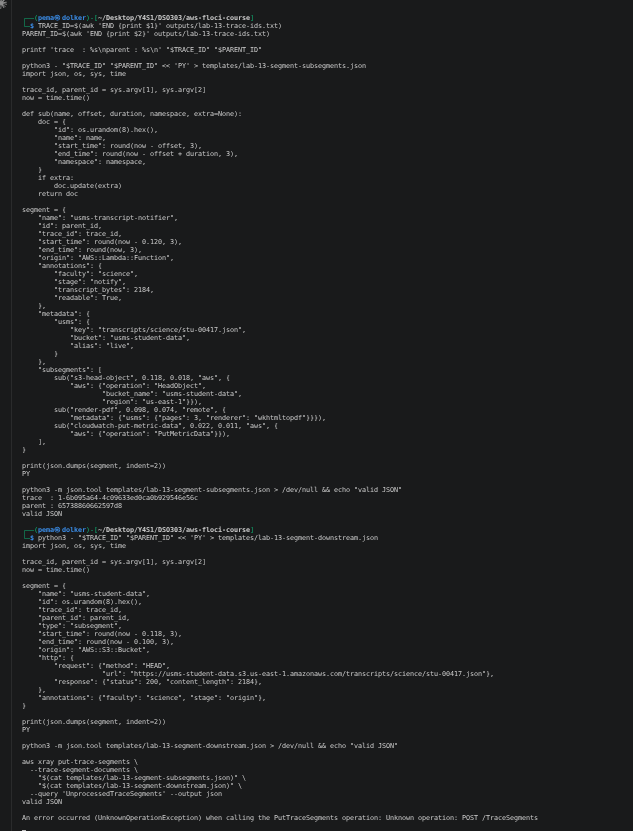 ┌──(pema㉿dolker)-[~/Desktop/Y4S1/DSO303/aws-floci-course]
└─$ TRACE_ID=$(awk 'END {print $1}' outputs/lab-13-trace-ids.txt)
PARENT_ID=$(awk 'END {print $2}' outputs/lab-13-trace-ids.txt)

printf 'trace  : %s\nparent : %s\n' "$TRACE_ID" "$PARENT_ID"

python3 - "$TRACE_ID" "$PARENT_ID" << 'PY' > templates/lab-13-segment-subsegments.json
import json, os, sys, time

trace_id, parent_id = sys.argv[1], sys.argv[2]
now = time.time()

def sub(name, offset, duration, namespace, extra=None):
    doc = {
        "id": os.urandom(8).hex(),
        "name": name,
        "start_time": round(now - offset, 3),
        "end_time": round(now - offset + duration, 3),
        "namespace": namespace,
    }
    if extra:
        doc.update(extra)
    return doc

segment = {
    "name": "usms-transcript-notifier",
    "id": parent_id,
    "trace_id": trace_id,
    "start_time": round(now - 0.120, 3),
    "end_time": round(now, 3),
    "origin": "AWS::Lambda::Function",
    "annotations": {
        "faculty": "science",
        "stage": "notify",
        "transcript_bytes": 2184,
        "readable": True,
    },
    "metadata": {
        "usms": {
            "key": "transcripts/science/stu-00417.json",
            "bucket": "usms-student-data",
            "alias": "live",
        }
    },
    "subsegments": [
        sub("s3-head-object", 0.118, 0.018, "aws", {
            "aws": {"operation": "HeadObject",
                    "bucket_name": "usms-student-data",
                    "region": "us-east-1"}}),
        sub("render-pdf", 0.098, 0.074, "remote", {
            "metadata": {"usms": {"pages": 3, "renderer": "wkhtmltopdf"}}}),
        sub("cloudwatch-put-metric-data", 0.022, 0.011, "aws", {
            "aws": {"operation": "PutMetricData"}}),
    ],
}

print(json.dumps(segment, indent=2))
PY

python3 -m json.tool templates/lab-13-segment-subsegments.json > /dev/null && echo "valid JSON"
trace  : 1-6b095a64-4c09633ed0ca0b929546e56c
parent : 65738860662597d8
valid JSON

┌──(pema㉿dolker)-[~/Desktop/Y4S1/DSO303/aws-floci-course]
└─$ python3 - "$TRACE_ID" "$PARENT_ID" << 'PY' > templates/lab-13-segment-downstream.json
import json, os, sys, time

trace_id, parent_id = sys.argv[1], sys.argv[2]
now = time.time()

segment = {
    "name": "usms-student-data",
    "id": os.urandom(8).hex(),
    "trace_id": trace_id,
    "parent_id": parent_id,
    "type": "subsegment",
    "start_time": round(now - 0.118, 3),
    "end_time": round(now - 0.100, 3),
    "origin": "AWS::S3::Bucket",
    "http": {
        "request": {"method": "HEAD",
                    "url": "https://usms-student-data.s3.us-east-1.amazonaws.com/transcripts/science/stu-00417.json"},
        "response": {"status": 200, "content_length": 2184},
    },
    "annotations": {"faculty": "science", "stage": "origin"},
}

print(json.dumps(segment, indent=2))
PY

python3 -m json.tool templates/lab-13-segment-downstream.json > /dev/null && echo "valid JSON"

aws xray put-trace-segments \
  --trace-segment-documents \
    "$(cat templates/lab-13-segment-subsegments.json)" \
    "$(cat templates/lab-13-segment-downstream.json)" \
  --query 'UnprocessedTraceSegments' --output json
valid JSON

An error occurred (UnknownOperationException) when calling the PutTraceSegments operation: Unknown operation: POST /TraceSegments